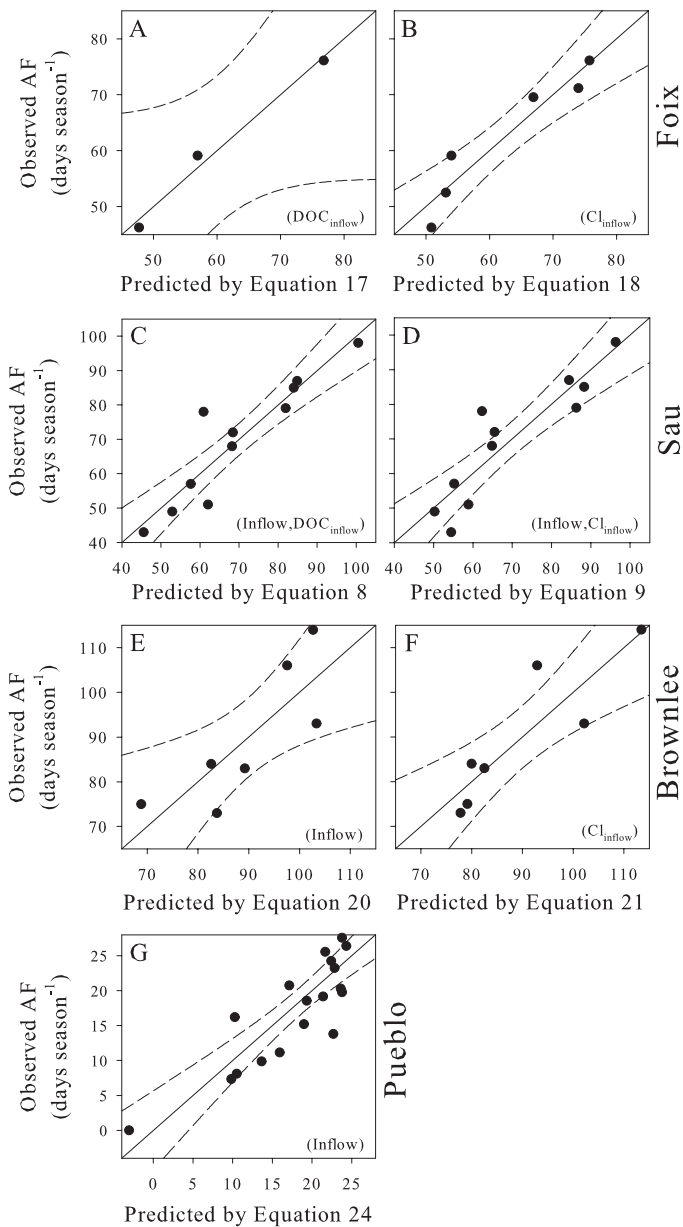 A
B
Observed AF
(days season⁻¹)
80
70
60
50
(DOCinflow)
(Clinflow)
Foix
50 60 70 80
50 60 70 80
Predicted by Equation 17
Predicted by Equation 18
C
D
Observed AF
(days season⁻¹)
100
90
80
70
60
50
40
(Inflow,DOCinflow)
(Inflow,Clinflow)
Sau
40 50 60 70 80 90 100
40 50 60 70 80 90 100
Predicted by Equation 8
Predicted by Equation 9
E
F
Observed AF
(days season⁻¹)
110
100
90
80
70
(Inflow)
(Clinflow)
Brownlee
70 80 90 100 110
70 80 90 100 110
Predicted by Equation 20
Predicted by Equation 21
G
Observed AF
(days season⁻¹)
25
20
15
10
5
0
(Inflow)
Pueblo
0 5 10 15 20 25
Predicted by Equation 24